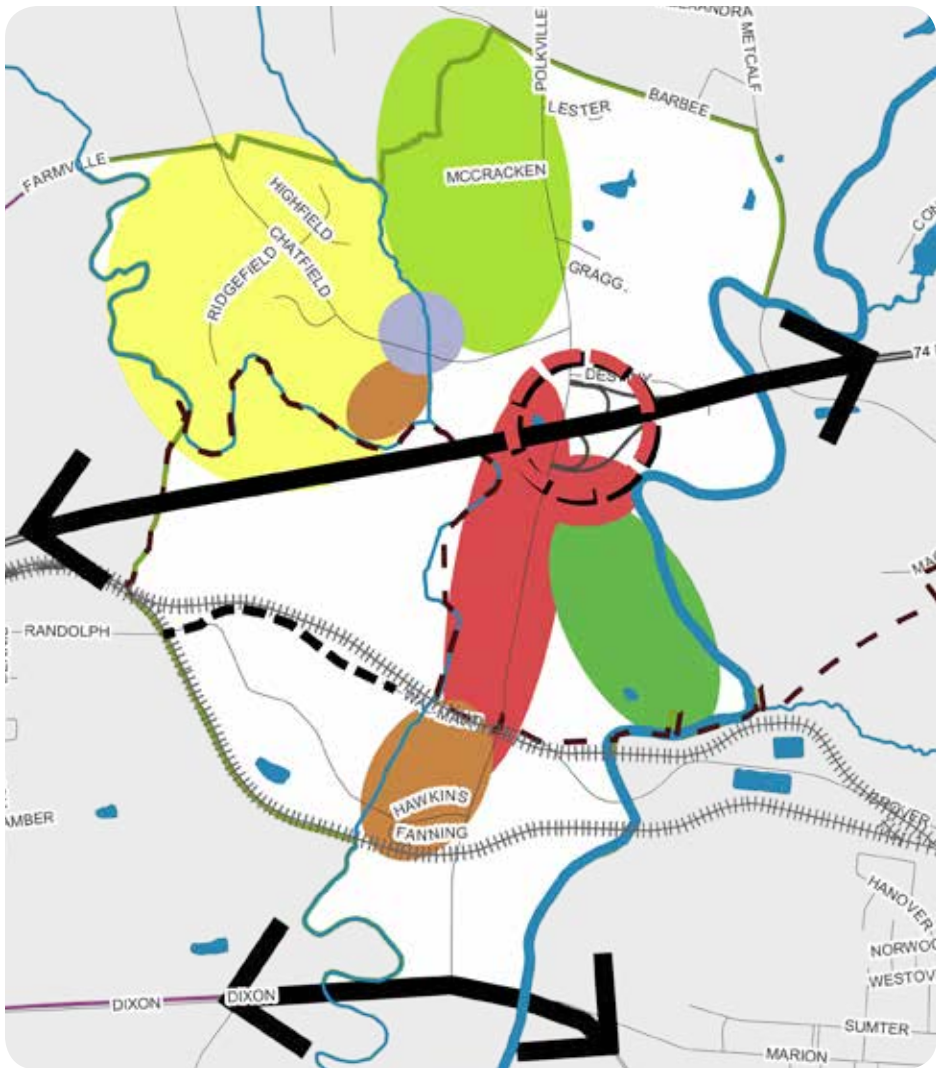 POLKVILLE
METCALF
LESTER
BARBEE
FARMVILLE
MCCRACKEN
HIGHFIELD
CHATFIELD
RIDGEFIELD
GRAGG
74
DESTINY
RANDOLPH
HAWKINS
FANNING
HANOVER
DIXON
DIXON
SUMTER
MARION